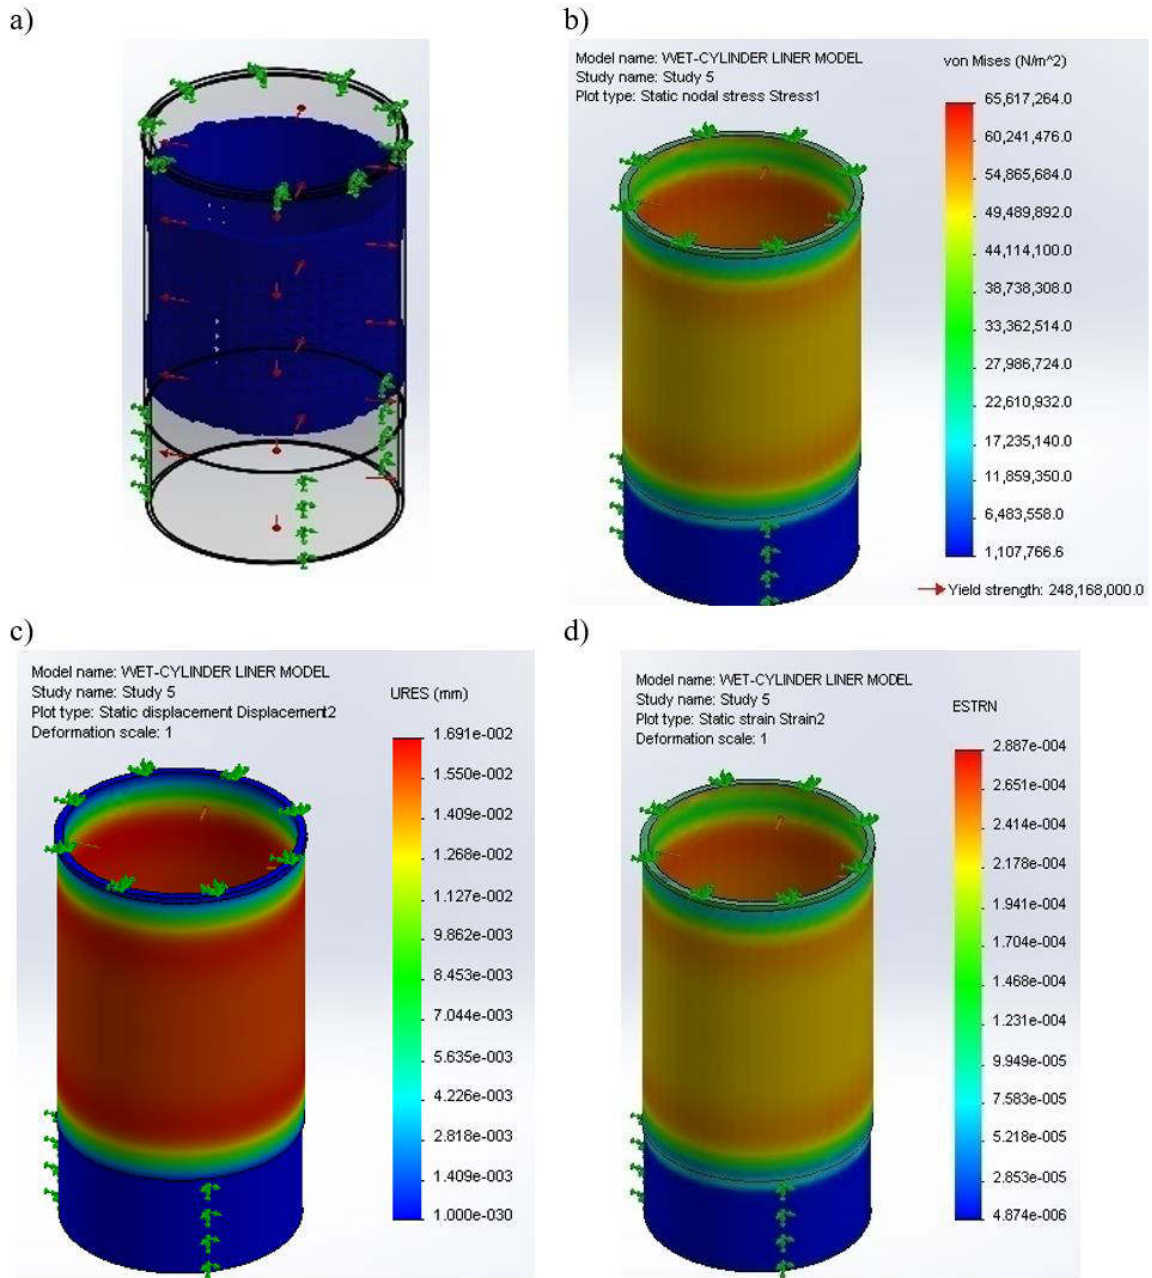 a)
b)
Model name: WET-CYLINDER LINER MODEL
Study name: Study 5
Plot type: Static nodal stress Stress1
von Mises (N/m^2)
65,617,264.0
60,241,476.0
54,865,684.0
49,489,892.0
44,114,100.0
38,738,308.0
33,362,514.0
27,986,724.0
22,610,932.0
17,235,140.0
11,859,350.0
6,483,558.0
1,107,766.6
Yield strength: 248,168,000.0
c)
Model name: WET-CYLINDER LINER MODEL
Study name: Study 5
Plot type: Static displacement Displacement2
Deformation scale: 1
URES (mm)
1.691e-002
1.550e-002
1.409e-002
1.268e-002
1.127e-002
9.862e-003
8.453e-003
7.044e-003
5.635e-003
4.226e-003
2.818e-003
1.409e-003
1.000e-030
d)
Model name: WET-CYLINDER LINER MODEL
Study name: Study 5
Plot type: Static strain Strain2
Deformation scale: 1
ESTRN
2.887e-004
2.651e-004
2.414e-004
2.178e-004
1.941e-004
1.704e-004
1.468e-004
1.231e-004
9.949e-005
7.583e-005
5.218e-005
2.853e-005
4.874e-006